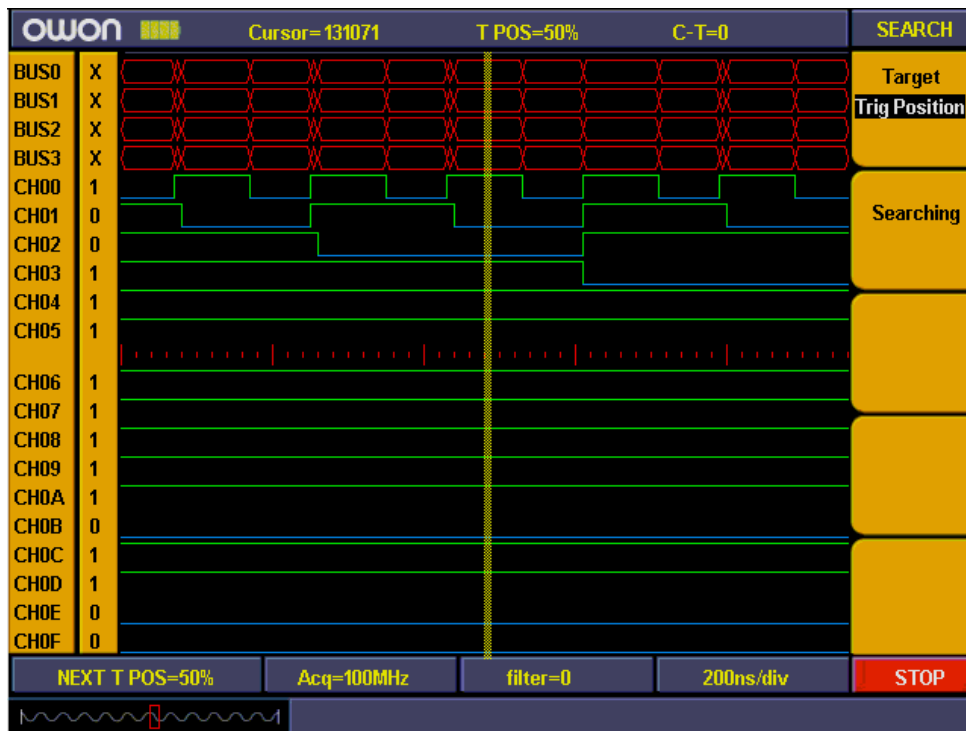 owon Cursor=131071 T POS=50% C-T=0 SEARCH
BUS0 X
BUS1 X
BUS2 X
BUS3 X
CH00 1
CH01 0
CH02 0
CH03 1
CH04 1
CH05 1
CH06 1
CH07 1
CH08 1
CH09 1
CH0A 1
CH0B 0
CH0C 1
CH0D 1
CH0E 0
CH0F 0
Target
Trig Position
Searching
NEXT T POS=50% Acq=100MHz filter=0 200ns/div STOP